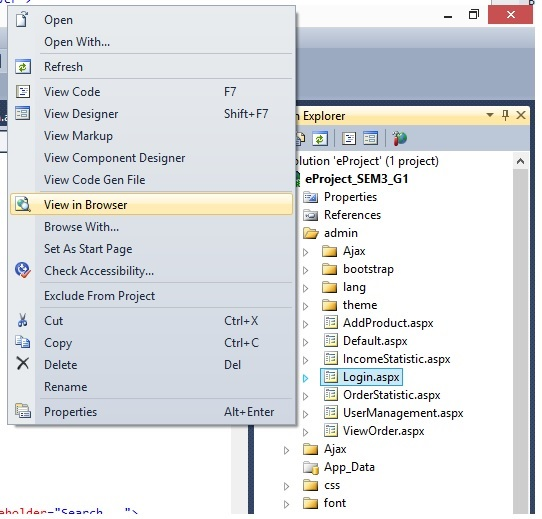 Open
Open With...
Refresh
View Code F7
View Designer Shift+F7
View Markup
View Component Designer
View Code Gen File
View in Browser
Browse With...
Set As Start Page
Check Accessibility...
Exclude From Project
Cut Ctrl+X
Copy Ctrl+C
Delete Del
Rename
Properties Alt+Enter
Explorer
olution 'eProject' (1 project)
eProject_SEM3_G1
Properties
References
admin
Ajax
bootstrap
lang
theme
AddProduct.aspx
Default.aspx
IncomeStatistic.aspx
Login.aspx
OrderStatistic.aspx
UserManagement.aspx
ViewOrder.aspx
Ajax
App_Data
css
font
eholder="Search...">